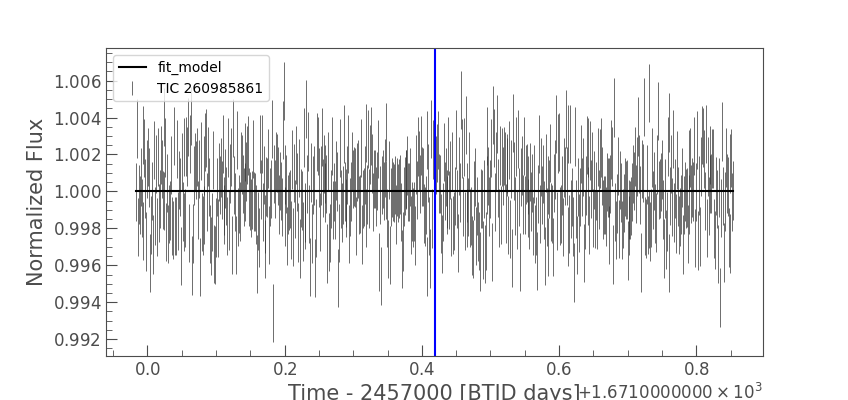 fit_model
TIC 260985861
1.006
1.004
1.002
1.000
0.998
0.996
0.994
0.992
Normalized Flux
0.0 0.2 0.4 0.6 0.8
Time - 2457000 [BTJD days]
+1.6710000000 × 10³